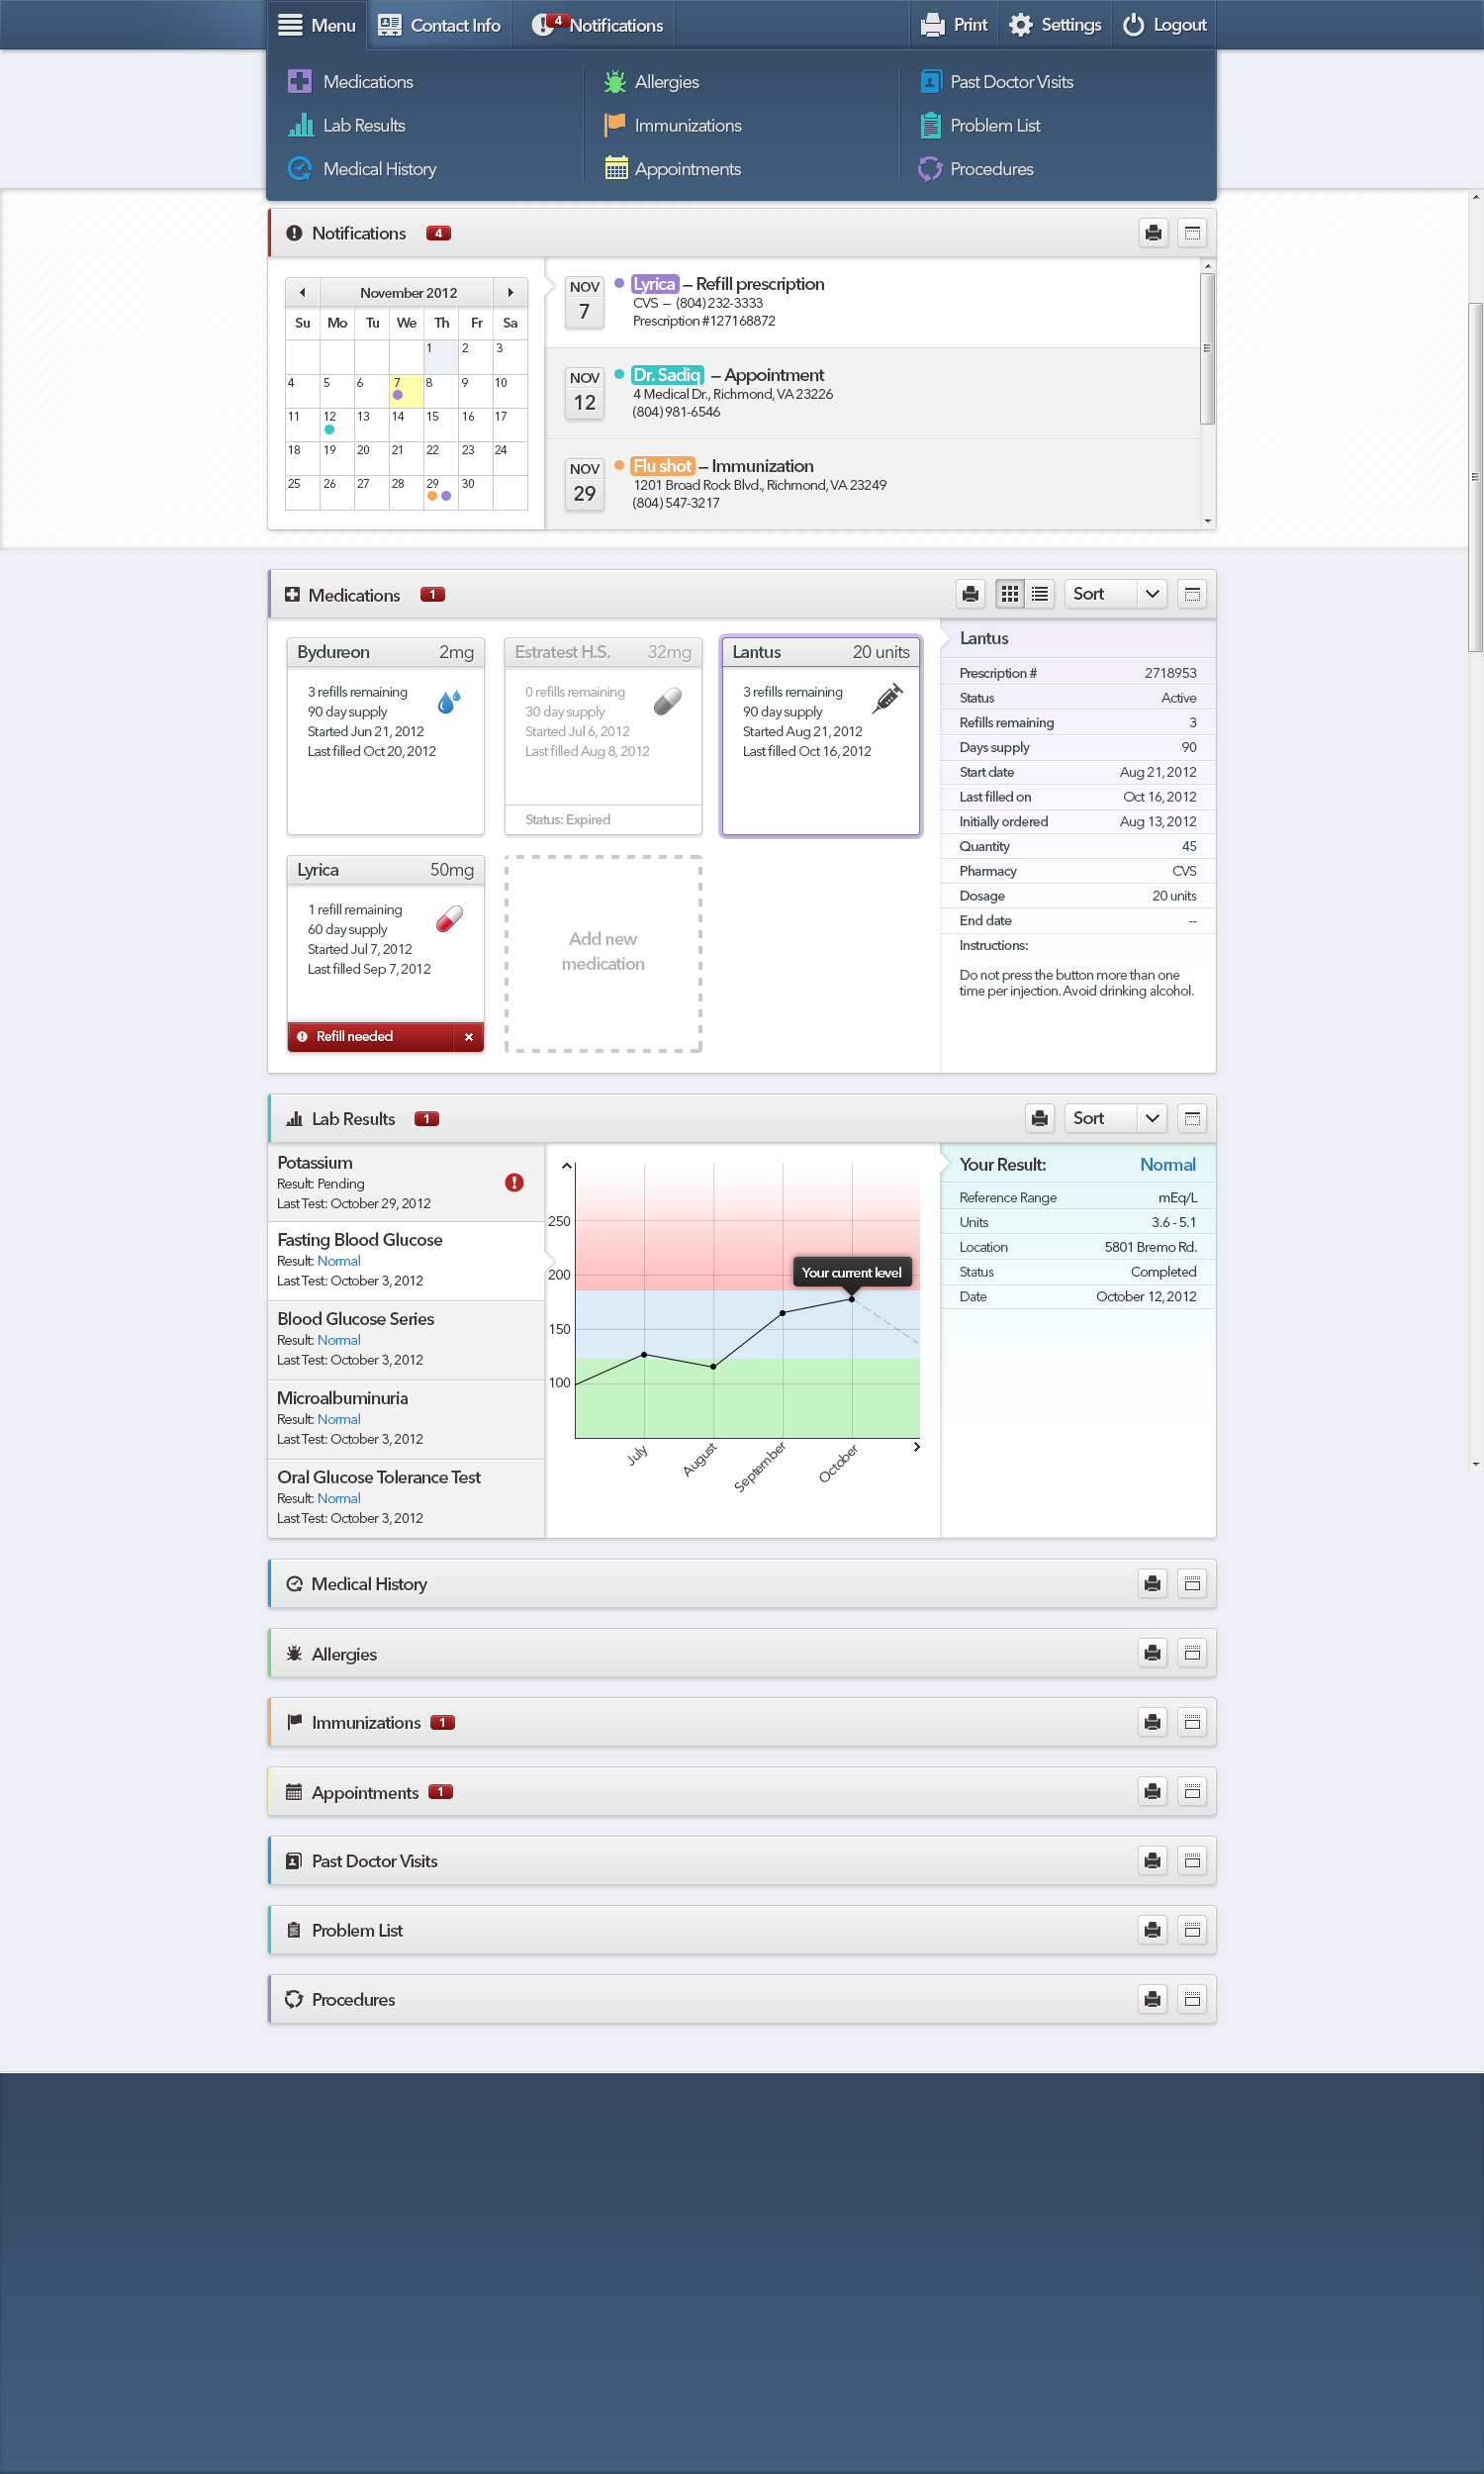 Menu
Contact Info
4
Notifications
Print
Settings
Logout
Medications
Allergies
Past Doctor Visits
Lab Results
Immunizations
Problem List
Medical History
Appointments
Procedures
Notifications 4
November 2012
Su Mo Tu We Th Fr Sa
1 2 3
4 5 6 7 8 9 10
11 12 13 14 15 16 17
18 19 20 21 22 23 24
25 26 27 28 29 30
NOV
7
Lyrica – Refill prescription
CVS – (804) 232-3333
Prescription #127168872
NOV
12
Dr. Sadiq – Appointment
4 Medical Dr., Richmond, VA 23226
(804) 981-6546
NOV
29
Flu shot – Immunization
1201 Broad Rock Blvd., Richmond, VA 23249
(804) 547-3217
Medications 1
Sort
Bydureon 2mg
3 refills remaining
90 day supply
Started Jun 21, 2012
Last filled Oct 20, 2012
Estratest H.S. 32mg
0 refills remaining
30 day supply
Started Jul 6, 2012
Last filled Aug 8, 2012
Status: Expired
Lantus 20 units
3 refills remaining
90 day supply
Started Aug 21, 2012
Last filled Oct 16, 2012
Lyrica 50mg
1 refill remaining
60 day supply
Started Jul 7, 2012
Last filled Sep 7, 2012
Refill needed
Add new
medication
Lantus
Prescription # 2718953
Status Active
Refills remaining 3
Days supply 90
Start date Aug 21, 2012
Last filled on Oct 16, 2012
Initially ordered Aug 13, 2012
Quantity 45
Pharmacy CVS
Dosage 20 units
End date --
Instructions:
Do not press the button more than one
time per injection. Avoid drinking alcohol.
Lab Results 1
Sort
Potassium
Result: Pending
Last Test: October 29, 2012
Fasting Blood Glucose
Result: Normal
Last Test: October 3, 2012
Blood Glucose Series
Result: Normal
Last Test: October 3, 2012
Microalbuminuria
Result: Normal
Last Test: October 3, 2012
Oral Glucose Tolerance Test
Result: Normal
Last Test: October 3, 2012
250
200
150
100
Your current level
July
August
September
October
Your Result: Normal
Reference Range mEq/L
Units 3.6 - 5.1
Location 5801 Bremo Rd.
Status Completed
Date October 12, 2012
Medical History
Allergies
Immunizations 1
Appointments 1
Past Doctor Visits
Problem List
Procedures